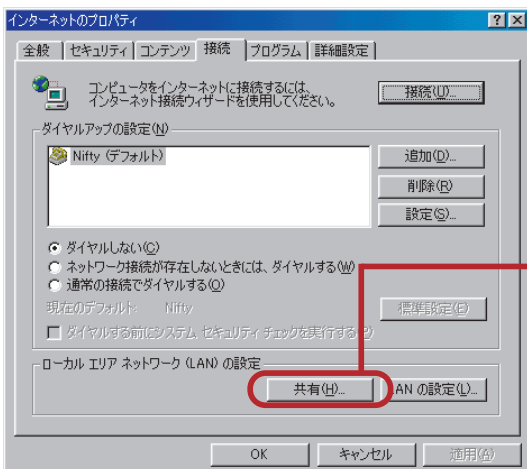 インターネットのプロパティ
全般 セキュリティ コンテンツ 接続 プログラム 詳細設定
コンピュータをインターネットに接続するには、
インターネット接続ウィザードを使用してください。
接続(U)...
ダイヤルアップの設定(N)
Nifty (デフォルト)
追加(D)...
削除(R)
設定(S)...
ダイヤルしない(C)
ネットワーク接続が存在しないときには、ダイヤルする(W)
通常の接続でダイヤルする(O)
現在のデフォルト: Nifty
標準設定(E)
ダイヤルする前にシステム セキュリティ チェックを実行する(P)
ローカル エリア ネットワーク (LAN) の設定
共有(H)...
LAN の設定(L)...
OK
キャンセル
適用(A)